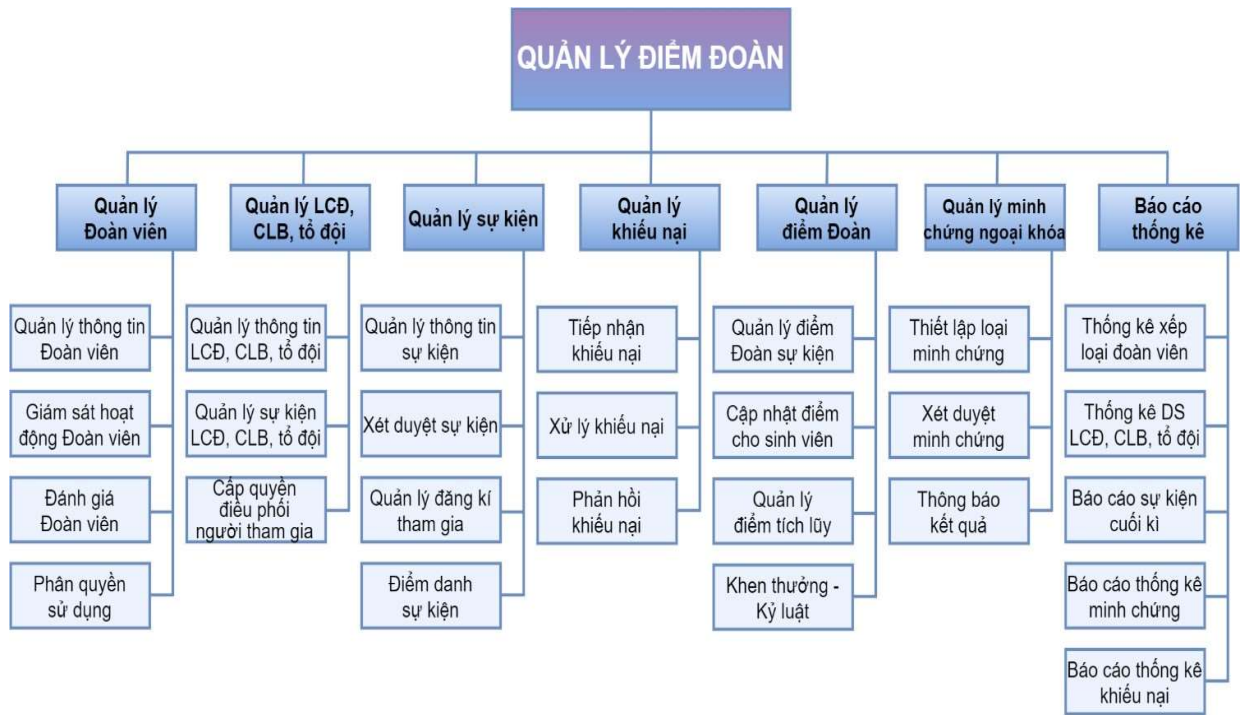 QUẢN LÝ ĐIỂM ĐOÀN
Quản lý
Đoàn viên
Quản lý thông tin
Đoàn viên
Giám sát hoạt
động Đoàn viên
Đánh giá
Đoàn viên
Phân quyền
sử dụng
Quản lý LCĐ,
CLB, tổ đội
Quản lý thông tin
LCĐ, CLB, tổ đội
Quản lý sự kiện
LCĐ, CLB, tổ đội
Cấp quyền
điều phối
người tham gia
Quản lý sự kiện
Quản lý thông tin
sự kiện
Xét duyệt sự kiện
Quản lý đăng kí
tham gia
Điểm danh
sự kiện
Quản lý
khiếu nại
Tiếp nhận
khiếu nại
Xử lý khiếu nại
Phản hồi
khiếu nại
Quản lý
điểm Đoàn
Quản lý điểm
Đoàn sự kiện
Cập nhật điểm
cho sinh viên
Quản lý
điểm tích lũy
Khen thưởng -
Kỷ luật
Quản lý minh
chứng ngoại khóa
Thiết lập loại
minh chứng
Xét duyệt
minh chứng
Thông báo
kết quả
Báo cáo
thống kê
Thống kê xếp
loại đoàn viên
Thống kê DS
LCĐ, CLB, tổ đội
Báo cáo sự kiện
cuối kì
Báo cáo thống kê
minh chứng
Báo cáo thống kê
khiếu nại